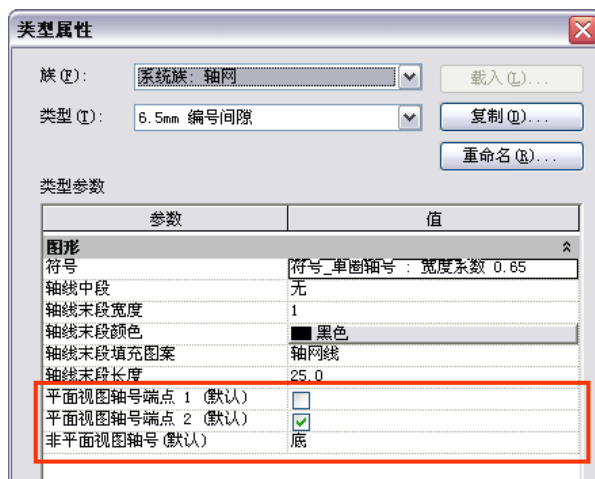 类型属性
族(F): 系统族: 轴网 载入(L)...
类型(T): 6.5mm 编号间隙 复制(D)...
重命名(R)...
类型参数
参数 值
图形
符号 符号_单圈轴号 : 宽度系数 0.65
轴线中段 无
轴线末段宽度 1
轴线末段颜色 黑色
轴线末段填充图案 轴网线
轴线末段长度 25.0
平面视图轴号端点 1 (默认)
平面视图轴号端点 2 (默认)
非平面视图轴号(默认) 底